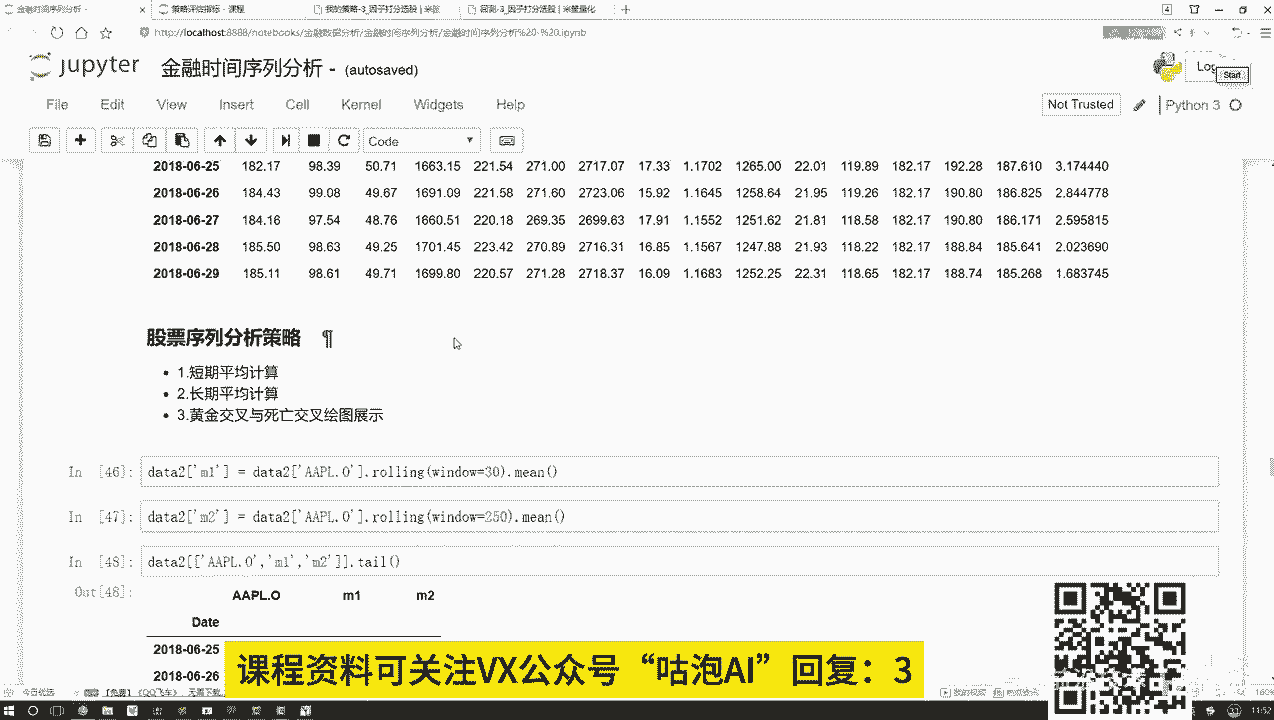 金融时间序列分析 -
策略评估指标 - 课程
我的策略-3_因子打分选股 | 米筐
回测-3_因子打分选股 | 米筐量化
4
http://localhost:8888/notebooks/金融数据分析/金融时间序列分析/金融时间序列分析%20-%20.ipynb
jupyter 金融时间序列分析 - (autosaved)
Start
File Edit View Insert Cell Kernel Widgets Help
Not Trusted
Python 3
Code
2018-06-25 182.17 98.39 50.71 1663.15 221.54 271.00 2717.07 17.33 1.1702 1265.00 22.01 119.89 182.17 192.28 187.610 3.174440
2018-06-26 184.43 99.08 49.67 1691.09 221.58 271.60 2723.06 15.92 1.1645 1258.64 21.95 119.26 182.17 190.80 186.825 2.844778
2018-06-27 184.16 97.54 48.76 1660.51 220.18 269.35 2699.63 17.91 1.1552 1251.62 21.81 118.58 182.17 190.80 186.171 2.595815
2018-06-28 185.50 98.63 49.25 1701.45 223.42 270.89 2716.31 16.85 1.1567 1247.88 21.93 118.22 182.17 188.84 185.641 2.023690
2018-06-29 185.11 98.61 49.71 1699.80 220.57 271.28 2718.37 16.09 1.1683 1252.25 22.31 118.65 182.17 188.74 185.268 1.683745
股票序列分析策略 ¶
1.短期平均计算
2.长期平均计算
3.黄金交叉与死亡交叉绘图展示
In [46]: data2['m1'] = data2['AAPL.O'].rolling(window=30).mean()
In [47]: data2['m2'] = data2['AAPL.O'].rolling(window=250).mean()
In [48]: data2[['AAPL.O','m1','m2']].tail()
Out[48]:
AAPL.O m1 m2
Date
2018-06-25
2018-06-26
课程资料可关注VX公众号“咕泡AI”回复：3
160%
11:52